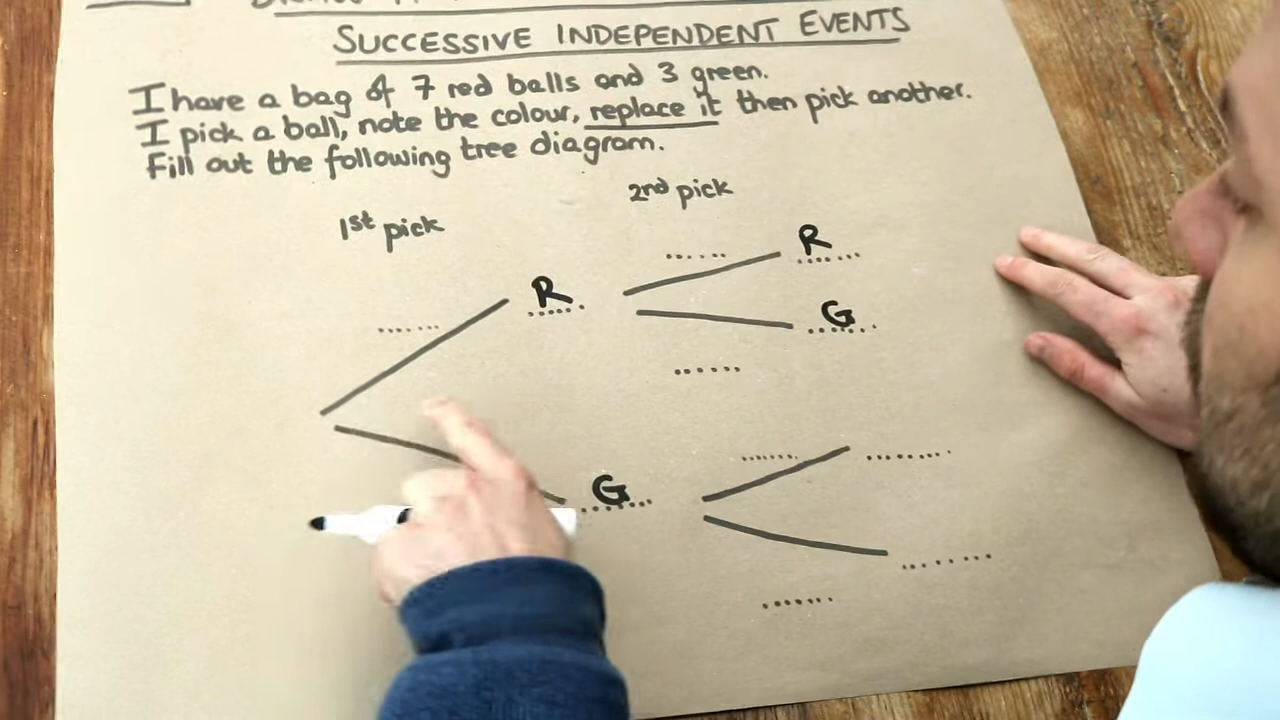 SUCCESSIVE INDEPENDENT EVENTS
I have a bag of 7 red balls and 3 green.
I pick a ball, note the colour, replace it then pick another.
Fill out the following tree diagram.
1st pick
2nd pick
R
R
G
G